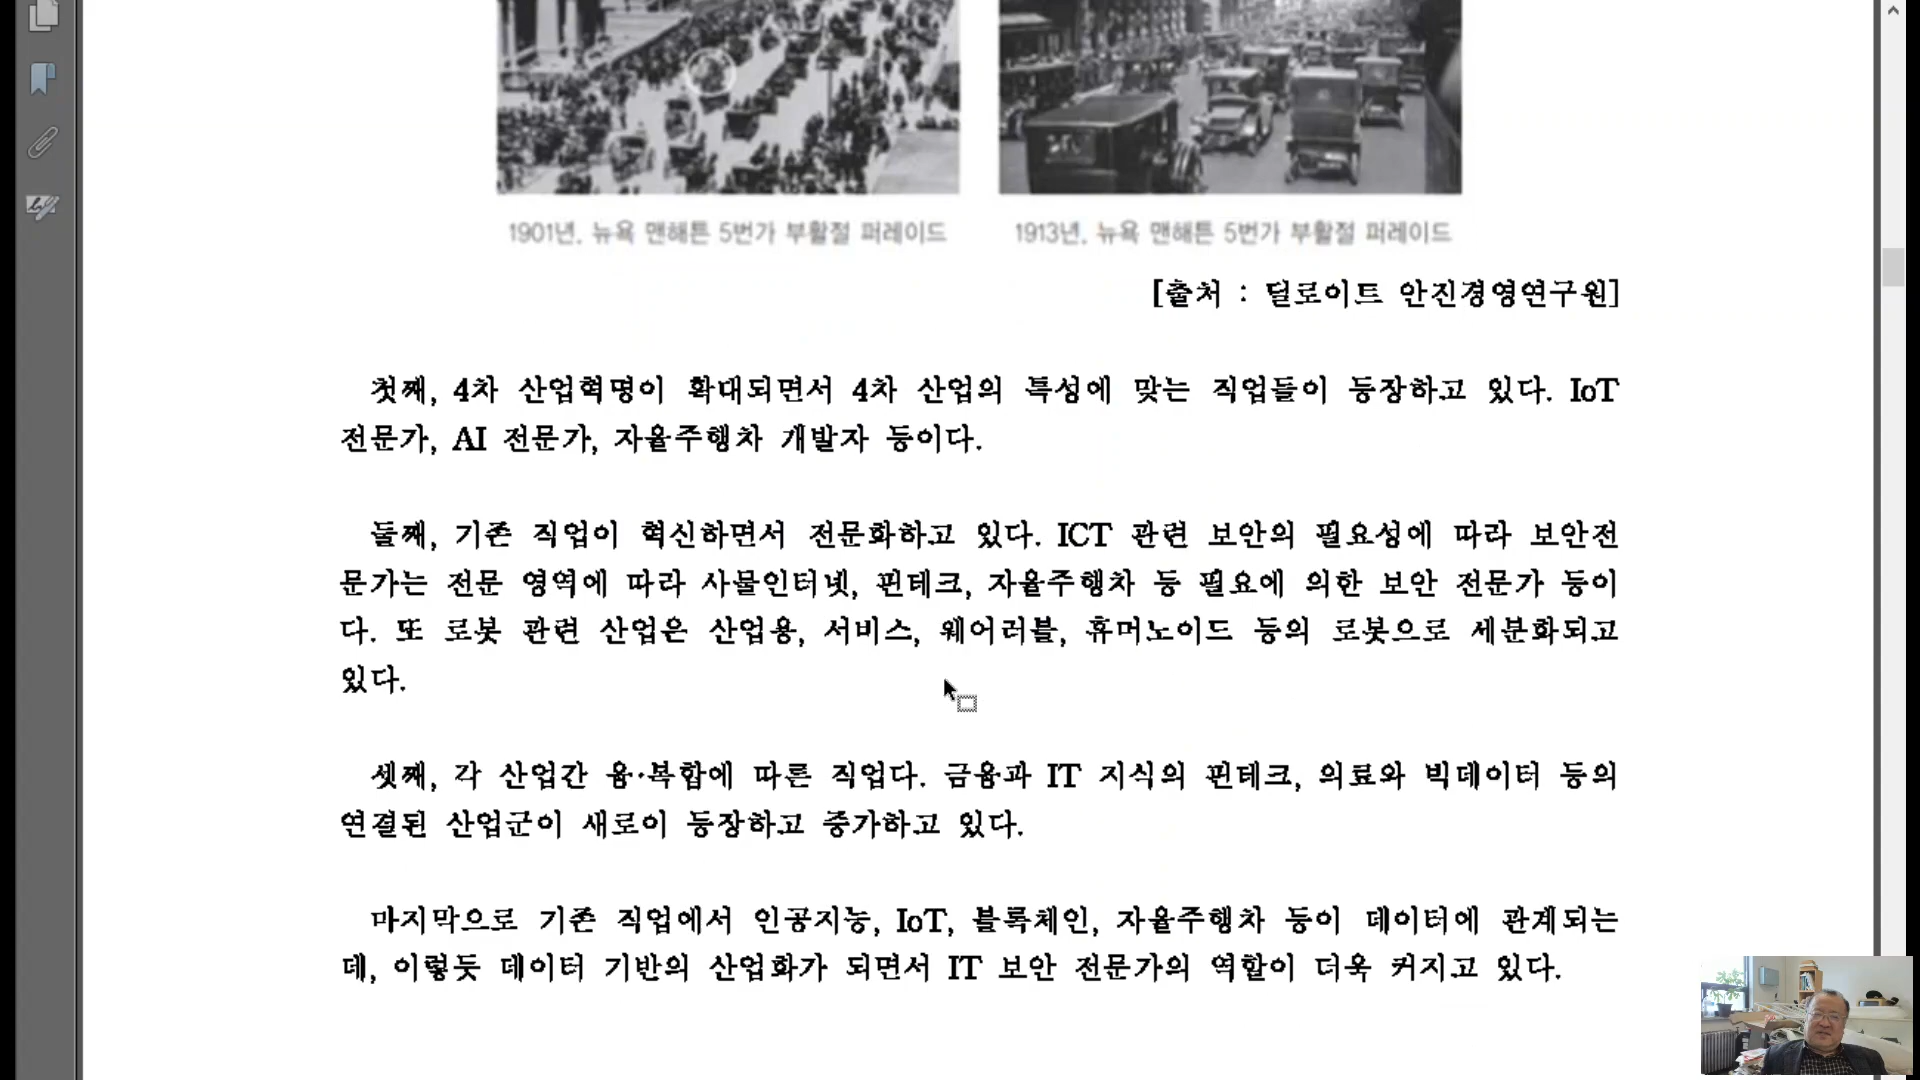 1901년, 뉴욕 맨해튼 5번가 부활절 퍼레이드
1913년, 뉴욕 맨해튼 5번가 부활절 퍼레이드
[출처 : 딜로이트 안진경영연구원]
첫째, 4차 산업혁명이 확대되면서 4차 산업의 특성에 맞는 직업들이 등장하고 있다. IoT
전문가, AI 전문가, 자율주행차 개발자 등이다.
둘째, 기존 직업이 혁신하면서 전문화하고 있다. ICT 관련 보안의 필요성에 따라 보안전
문가는 전문 영역에 따라 사물인터넷, 핀테크, 자율주행차 등 필요에 의한 보안 전문가 등이
다. 또 로봇 관련 산업은 산업용, 서비스, 웨어러블, 휴머노이드 등의 로봇으로 세분화되고
있다.
셋째, 각 산업간 융·복합에 따른 직업다. 금융과 IT 지식의 핀테크, 의료와 빅데이터 등의
연결된 산업군이 새로이 등장하고 증가하고 있다.
마지막으로 기존 직업에서 인공지능, IoT, 블록체인, 자율주행차 등이 데이터에 관계되는
데, 이렇듯 데이터 기반의 산업화가 되면서 IT 보안 전문가의 역할이 더욱 커지고 있다.